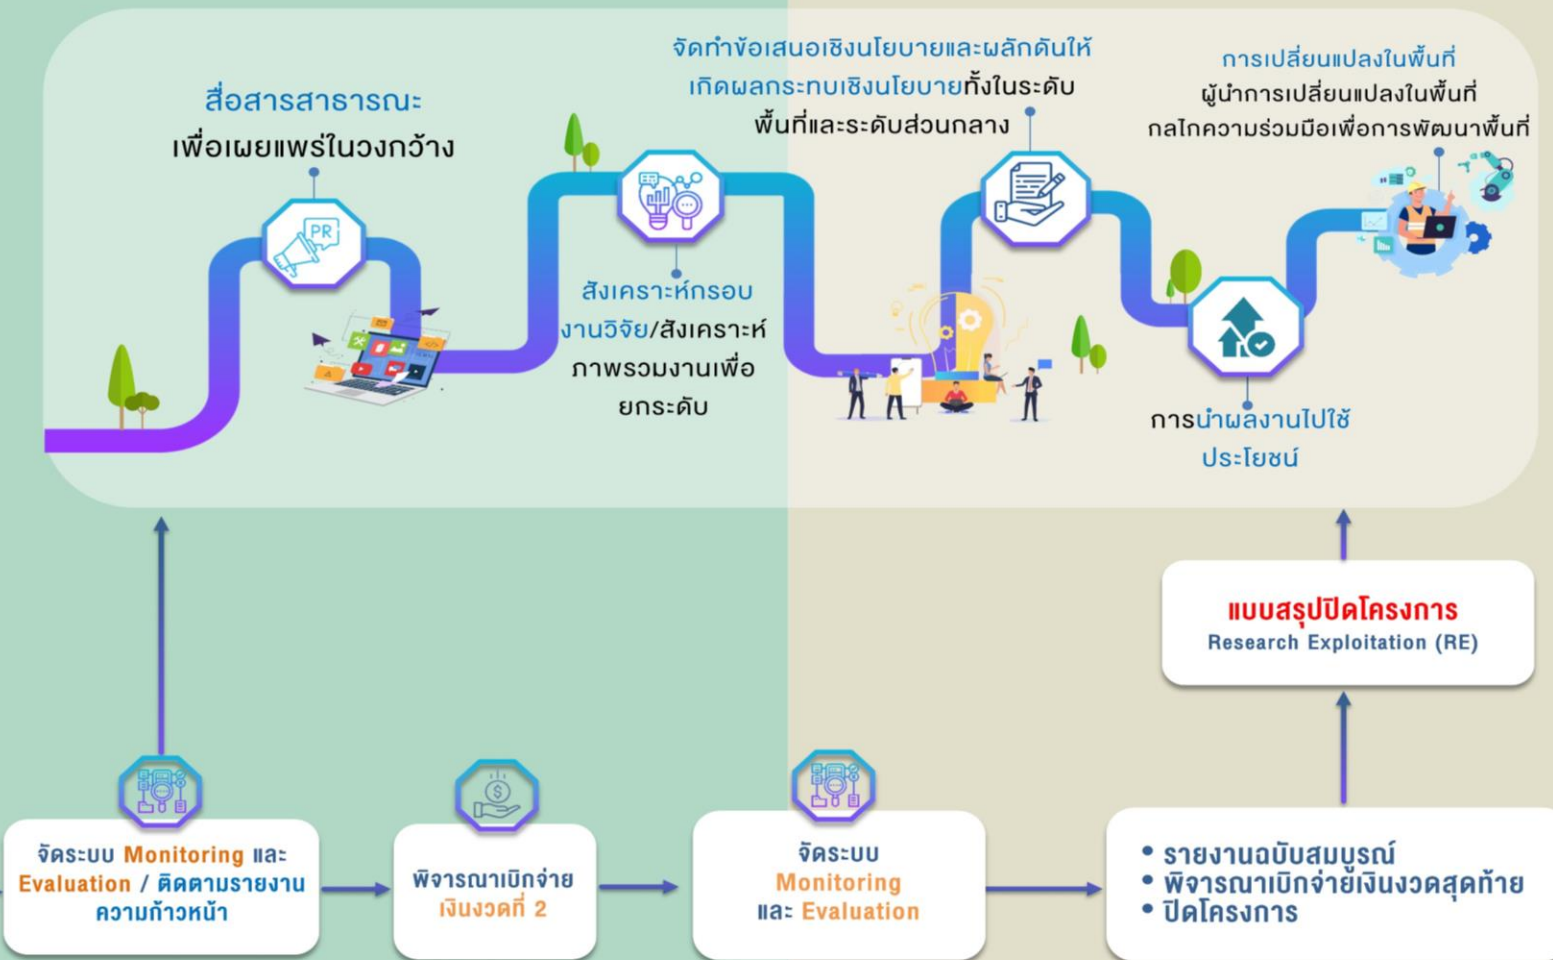 สื่อสารสาธารณะ
เพื่อเผยแพร่ในวงกว้าง
PR
สังเคราะห์กรอบ
งานวิจัย/สังเคราะห์
ภาพรวมงานเพื่อ
ยกระดับ
จัดทำข้อเสนอเชิงนโยบายและผลักดันให้
เกิดผลกระทบเชิงนโยบายทั้งในระดับ
พื้นที่และระดับส่วนกลาง
การนำผลงานไปใช้
ประโยชน์
การเปลี่ยนแปลงในพื้นที่
ผู้นำการเปลี่ยนแปลงในพื้นที่
กลไกความร่วมมือเพื่อการพัฒนาพื้นที่
แบบสรุปปิดโครงการ
Research Exploitation (RE)
จัดระบบ Monitoring และ
Evaluation / ติดตามรายงาน
ความก้าวหน้า
พิจารณาเบิกจ่าย
เงินงวดที่ 2
จัดระบบ
Monitoring
และ Evaluation
• รายงานฉบับสมบูรณ์
• พิจารณาเบิกจ่ายเงินงวดสุดท้าย
• ปิดโครงการ